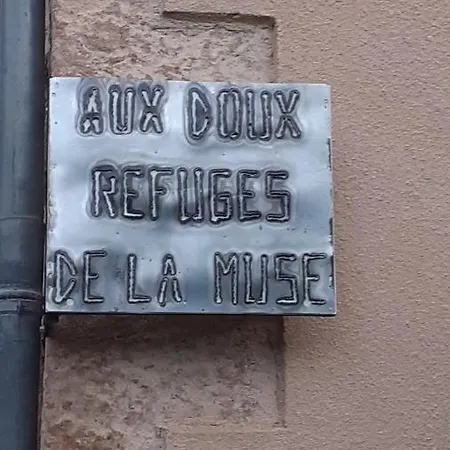 AUX DOUX
REFUGES
DE LA MUSE